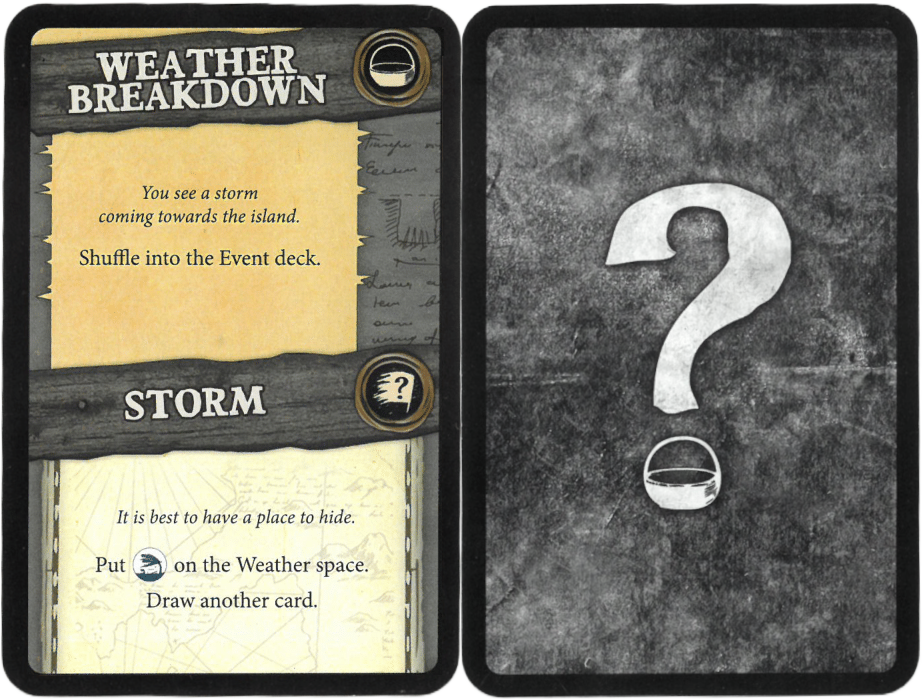 WEATHER
BREAKDOWN
You see a storm
coming towards the island.
Shuffle into the Event deck.
STORM
?
It is best to have a place to hide.
Put on the Weather space.
Draw another card.
?